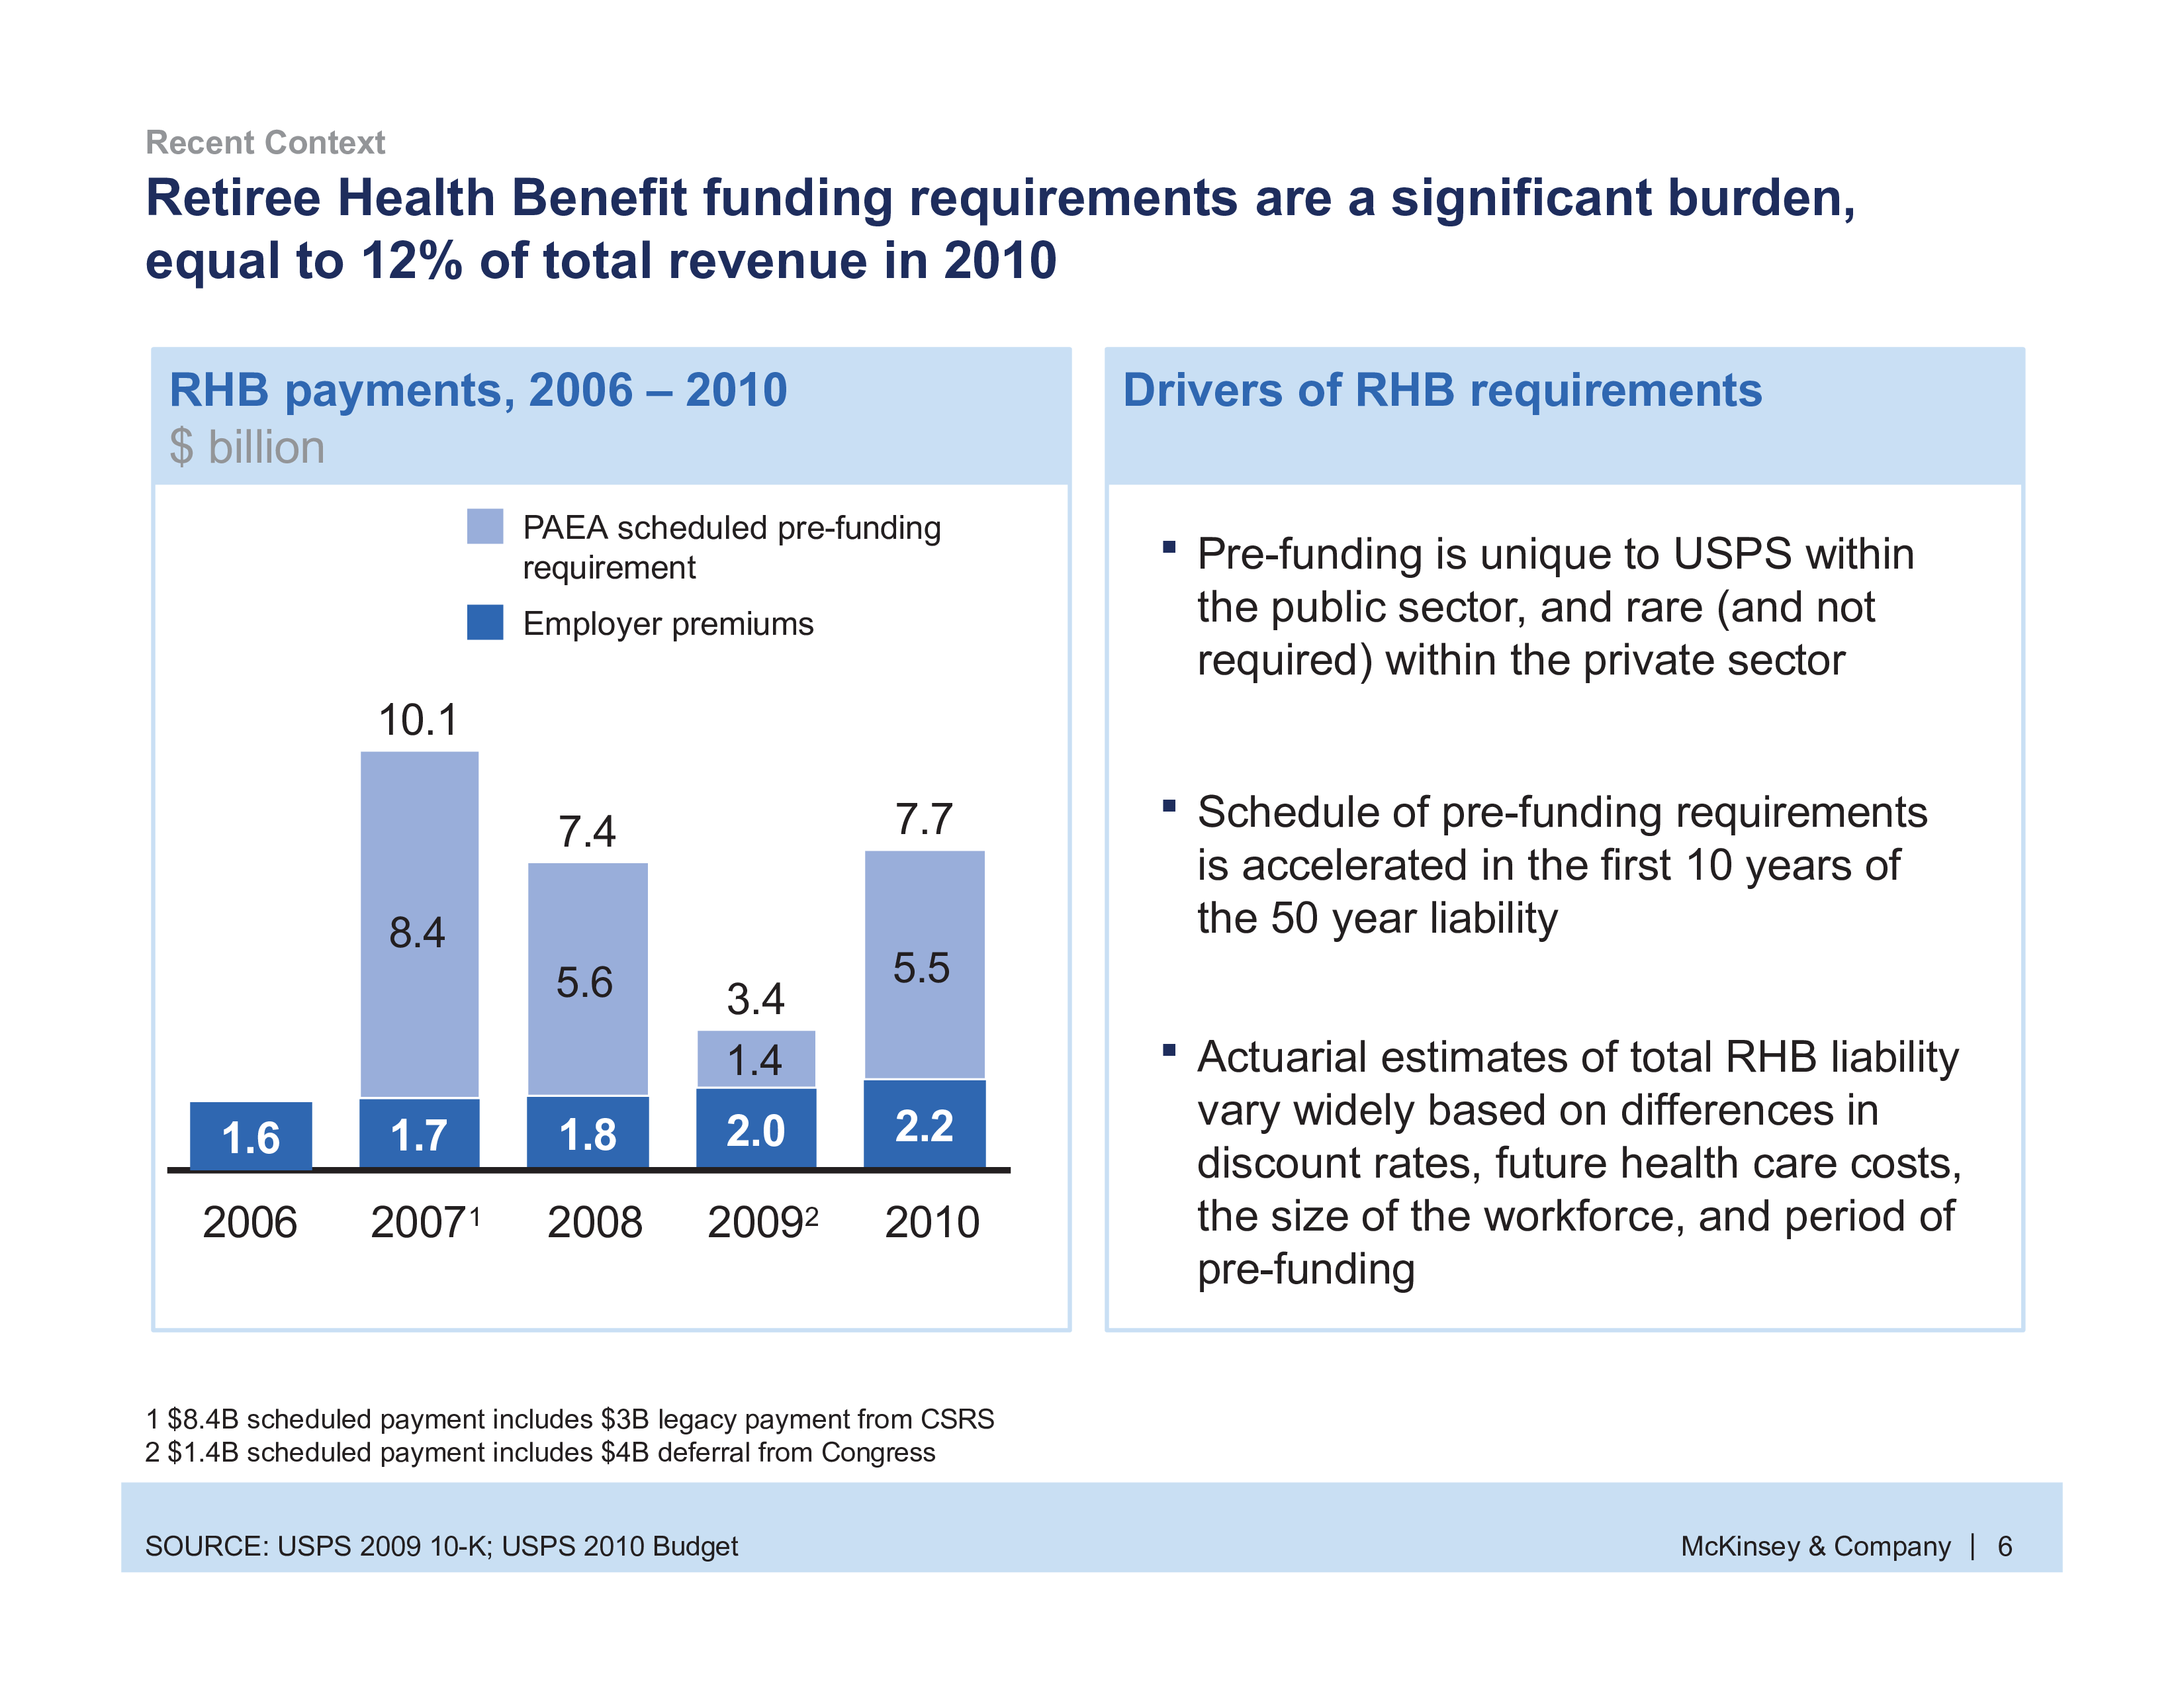 Recent Context
Retiree Health Benefit funding requirements are a significant burden,
equal to 12% of total revenue in 2010
RHB payments, 2006 – 2010
$ billion
PAEA scheduled pre-funding
requirement
Employer premiums
10.1
7.4
7.7
8.4
5.6
5.5
3.4
1.4
1.6
1.7
1.8
2.0
2.2
2006
2007¹
2008
2009²
2010
Drivers of RHB requirements
▪ Pre-funding is unique to USPS within
the public sector, and rare (and not
required) within the private sector
▪ Schedule of pre-funding requirements
is accelerated in the first 10 years of
the 50 year liability
▪ Actuarial estimates of total RHB liability
vary widely based on differences in
discount rates, future health care costs,
the size of the workforce, and period of
pre-funding
1 $8.4B scheduled payment includes $3B legacy payment from CSRS
2 $1.4B scheduled payment includes $4B deferral from Congress
SOURCE: USPS 2009 10-K; USPS 2010 Budget
McKinsey & Company | 6